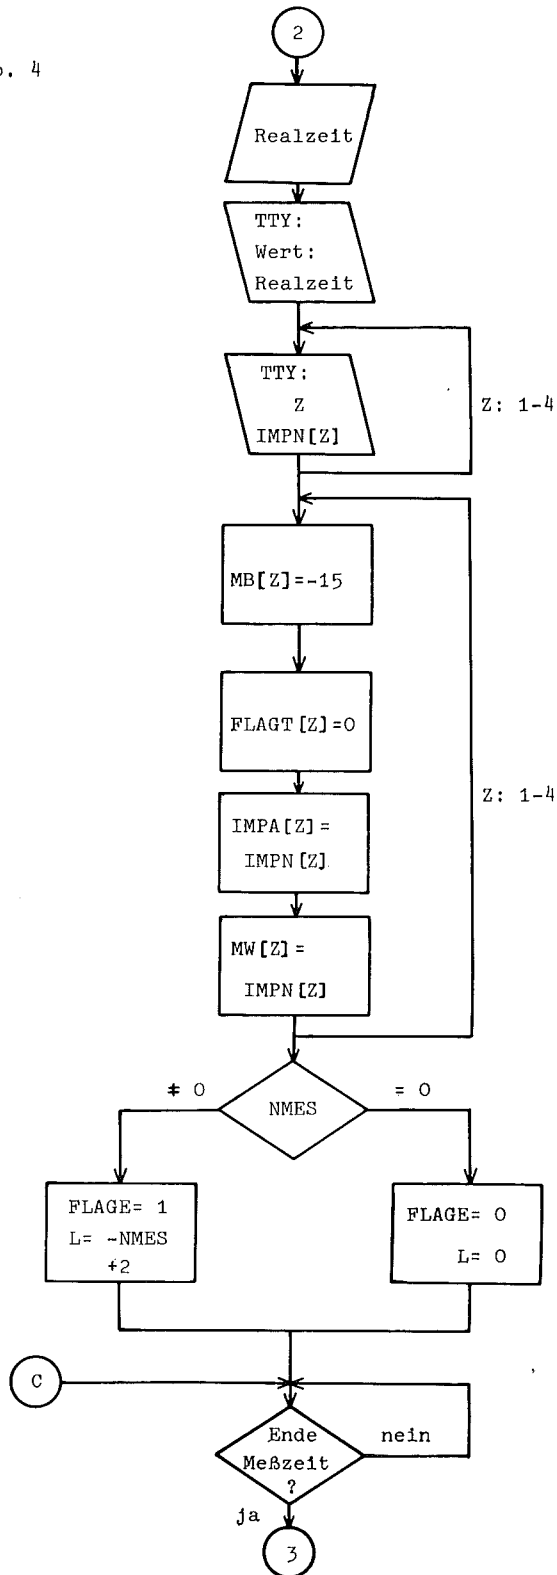 2
. 4
Realzeit
TTY:
Wert:
Realzeit
TTY:
Z
IMPN[Z]
Z: 1-4
MB[Z]=-15
FLAGT[Z]=0
IMPA[Z]=
IMPN[Z]
Z: 1-4
MW[Z]=
IMPN[Z]
≠ 0
NMES
= 0
FLAGE= 1
L= -NMES
+2
FLAGE= 0
L= 0
C
Ende
Meßzeit
?
nein
ja
3